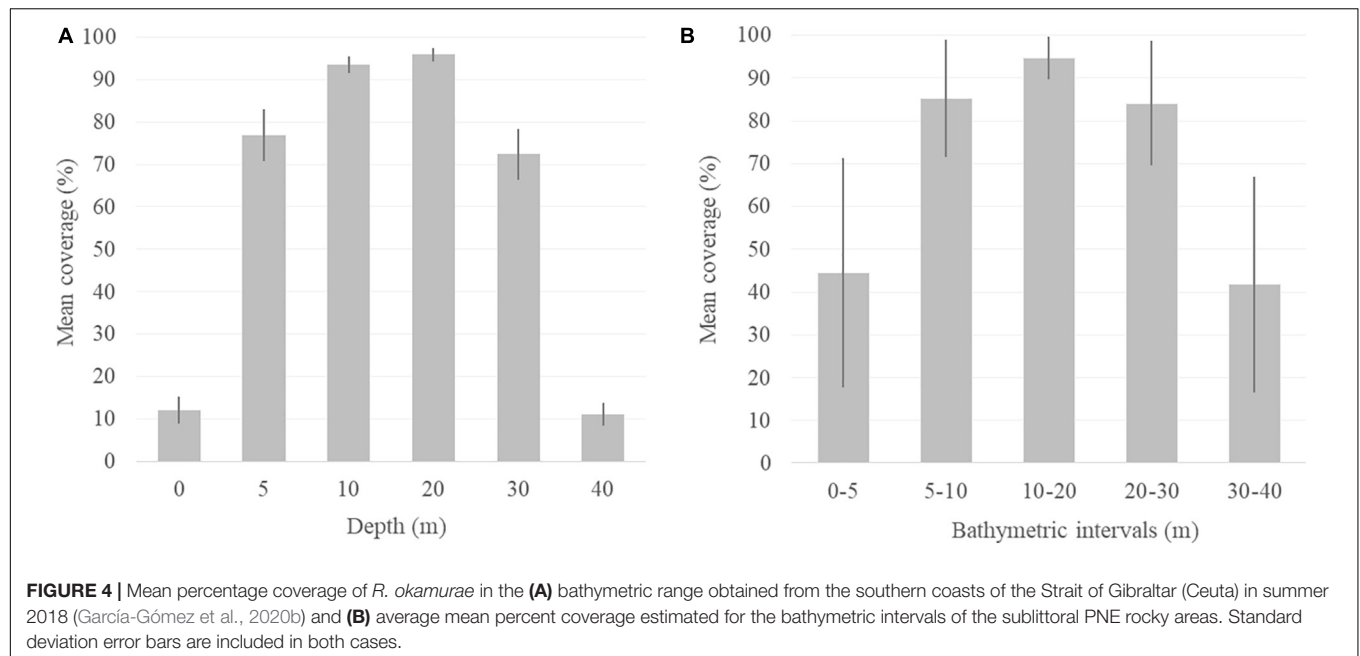 A
100
90
80
70
60
50
40
30
20
10
0
Mean coverage (%)
0 5 10 20 30 40
Depth (m)
B
100
90
80
70
60
50
40
30
20
10
0
Mean coverage (%)
0-5 5-10 10-20 20-30 30-40
Bathymetric intervals (m)
FIGURE 4 | Mean percentage coverage of R. okamurae in the (A) bathymetric range obtained from the southern coasts of the Strait of Gibraltar (Ceuta) in summer
2018 (García-Gómez et al., 2020b) and (B) average mean percent coverage estimated for the bathymetric intervals of the sublittoral PNE rocky areas. Standard
deviation error bars are included in both cases.